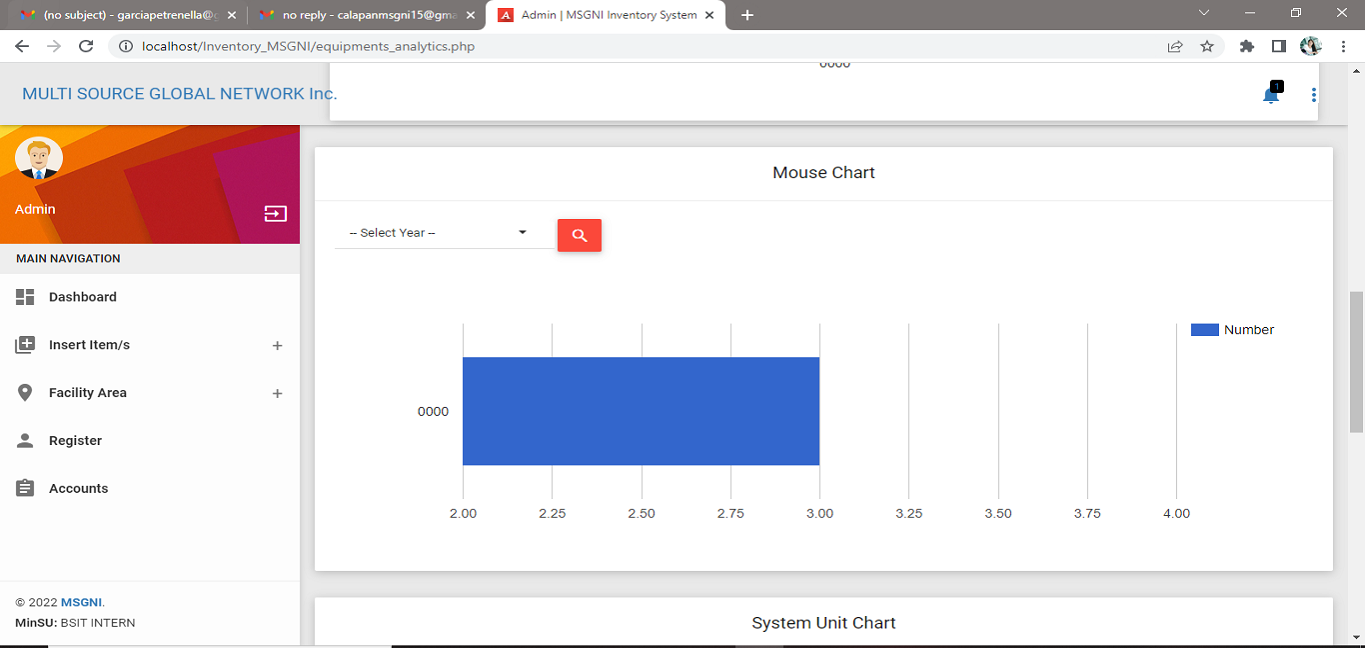 (no subject) - garciapetrenella@g
no reply - calapanmsgni15@gma
Admin | MSGNI Inventory System
localhost/Inventory_MSGNI/equipments_analytics.php
0000
MULTI SOURCE GLOBAL NETWORK Inc.
1
Admin
MAIN NAVIGATION
Dashboard
Insert Item/s +
Facility Area +
Register
Accounts
© 2022 MSGNI.
MinSU: BSIT INTERN
Mouse Chart
-- Select Year --
Number
0000
2.00 2.25 2.50 2.75 3.00 3.25 3.50 3.75 4.00
System Unit Chart